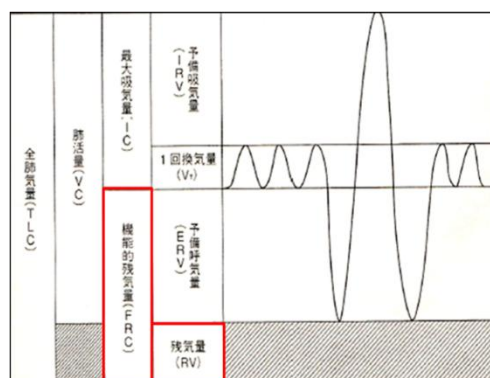 全肺気量(TLC)
肺活量(VC)
最大吸気量(IC)
機能的残気量(FRC)
予備吸気量
(IRV)
1回換気量
(V₁)
予備呼気量
(ERV)
残気量
(RV)